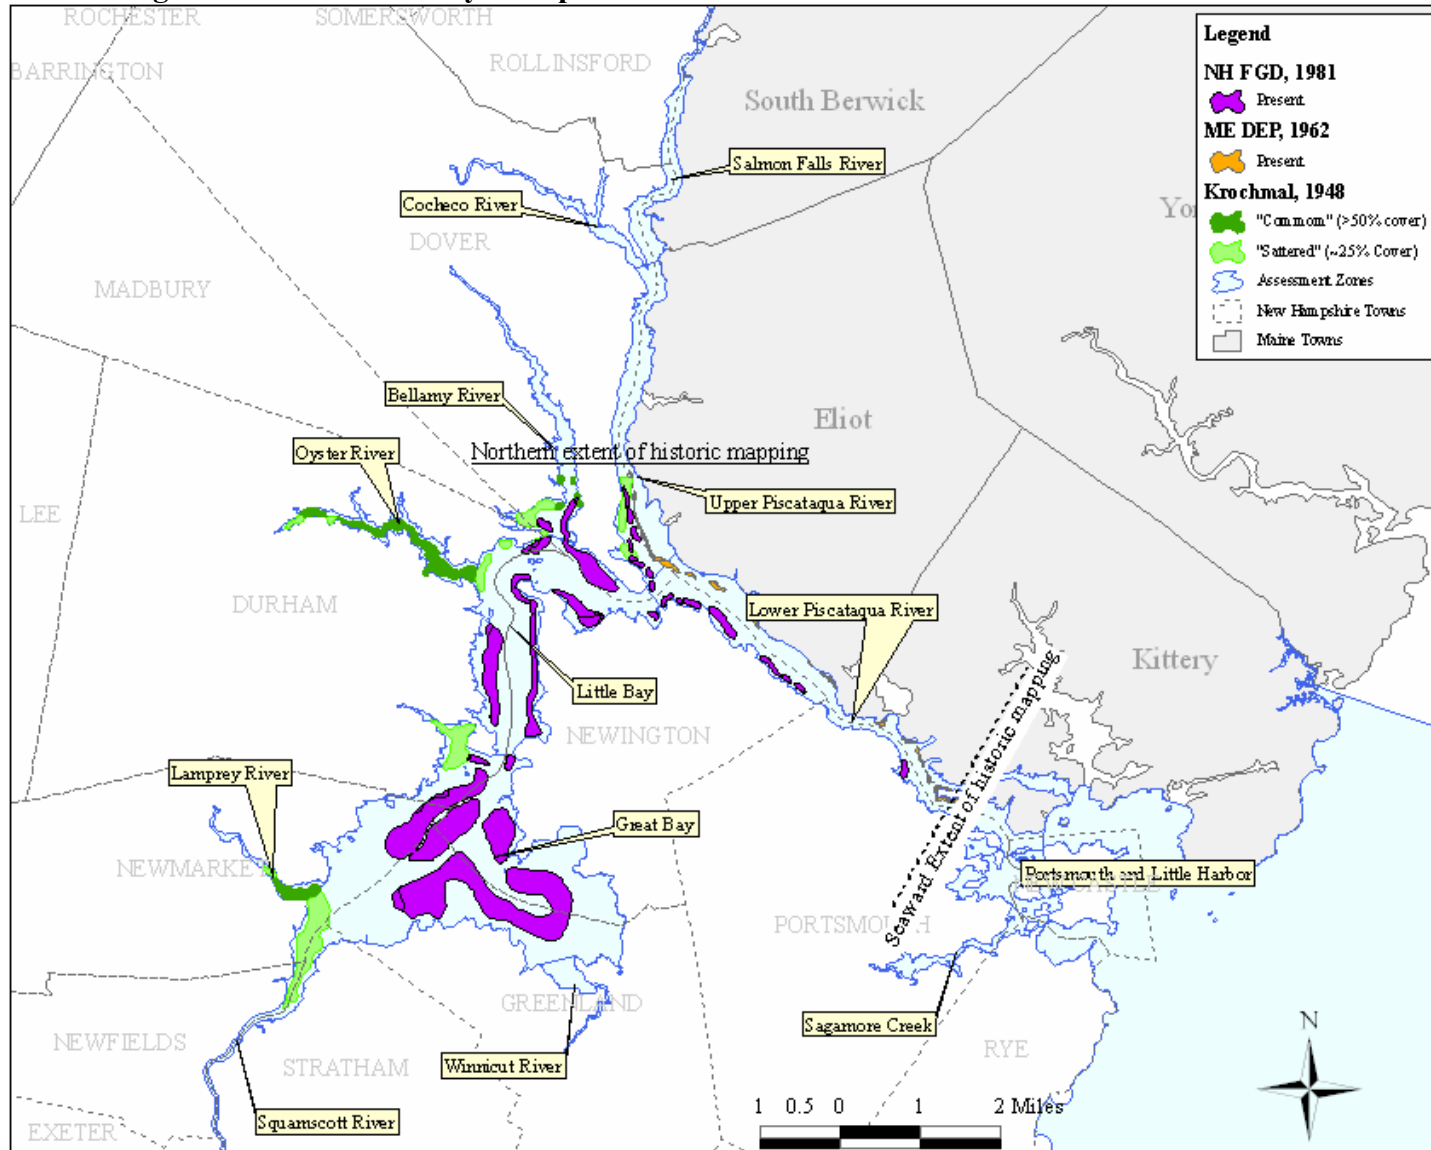 ROCHESTER
SOMERSWORTH
BARRINGTON
ROLLINSFORD
South Berwick
Legend
NH FGD, 1981
Present
ME DEP, 1962
Present
Krochmal, 1948
"Commom" (>50% cover)
"Sattered" (~25% Cover)
Assessment Zones
New Hampshire Towns
Maine Towns
Salmon Falls River
Cocheco River
DOVER
MADBURY
Bellamy River
Eliot
Northern extent of historic mapping
Oyster River
Upper Piscataqua River
LEE
DURHAM
Lower Piscataqua River
Kittery
Little Bay
NEWINGTON
Seaward Extent of historic mapping
Lamprey River
Great Bay
NEWMARKET
Portsmouth and Little Harbor
PORTSMOUTH
GREENLAND
Sagamore Creek
NEWFIELDS
STRATHAM
Winnicut River
RYE
N
Squamscott River
EXETER
1 0.5 0 1 2 Miles